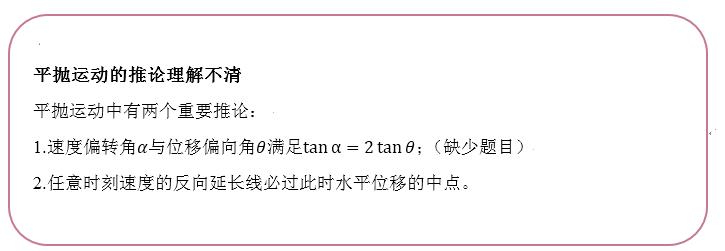 平抛运动的推论理解不清
平抛运动中有两个重要推论：
1.速度偏转角α与位移偏向角θ满足tan α = 2 tan θ；（缺少题目）
2.任意时刻速度的反向延长线必过此时水平位移的中点。